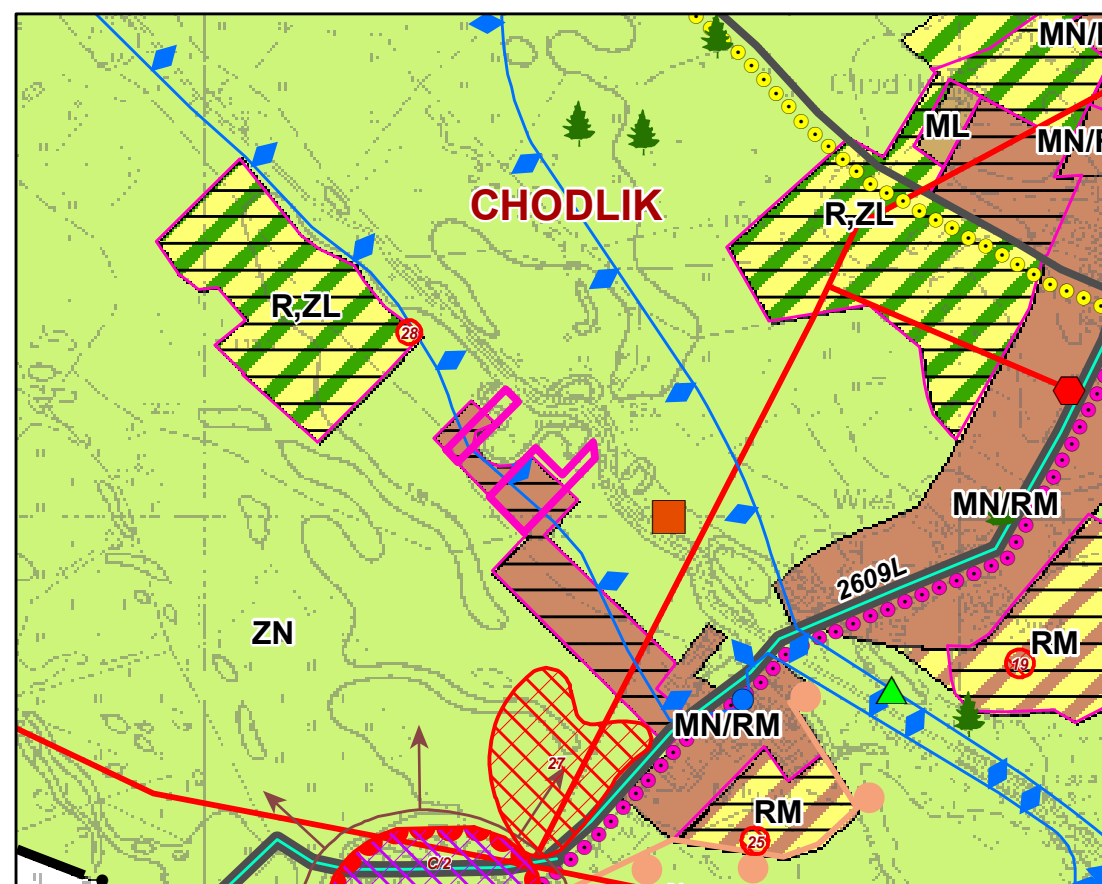 MN/
ML
MN/
CHODLIK
R,ZL
R,ZL
28
MN/RM
2609L
ZN
RM
19
MN/RM
27
RM
25
C/2